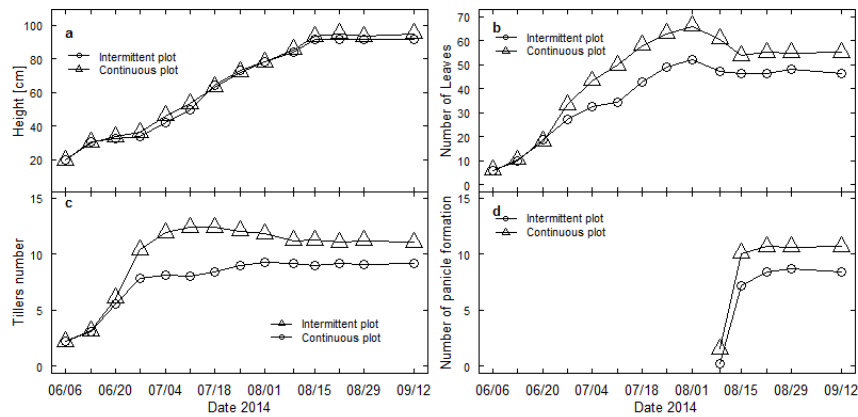 a
Intermittent plot
Continuous plot
Height [cm]
100
80
60
40
20
b
Intermittent plot
Continuous plot
Number of Leaves
70
60
50
40
30
20
10
0
c
Intermittent plot
Continuous plot
Tillers number
15
10
5
0
06/06 06/20 07/04 07/18 08/01 08/15 08/29 09/12
Date 2014
d
Intermittent plot
Continuous plot
Number of panicle formation
15
10
5
0
06/06 06/20 07/04 07/18 08/01 08/15 08/29 09/12
Date 2014